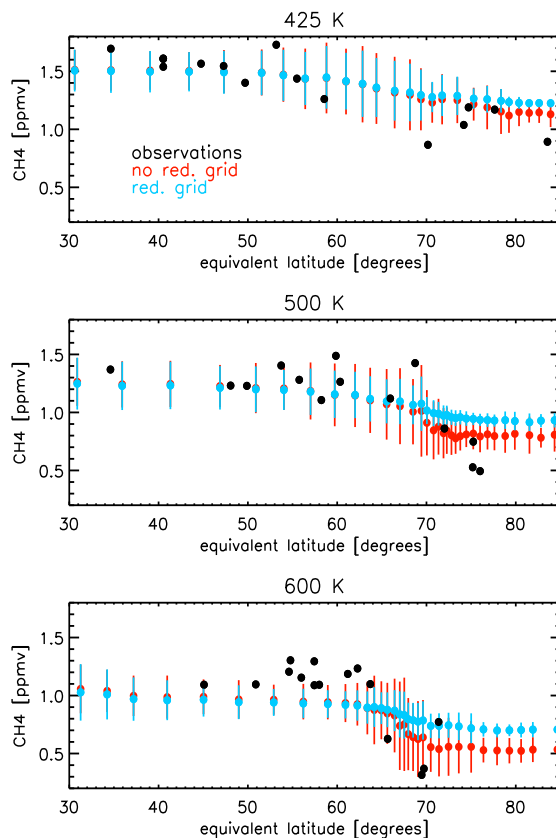 425 K
CH4 [ppmv]
1.5
1.0
0.5
observations
no red. grid
red. grid
30 40 50 60 70 80
equivalent latitude [degrees]
500 K
CH4 [ppmv]
1.5
1.0
0.5
30 40 50 60 70 80
equivalent latitude [degrees]
600 K
CH4 [ppmv]
1.5
1.0
0.5
30 40 50 60 70 80
equivalent latitude [degrees]